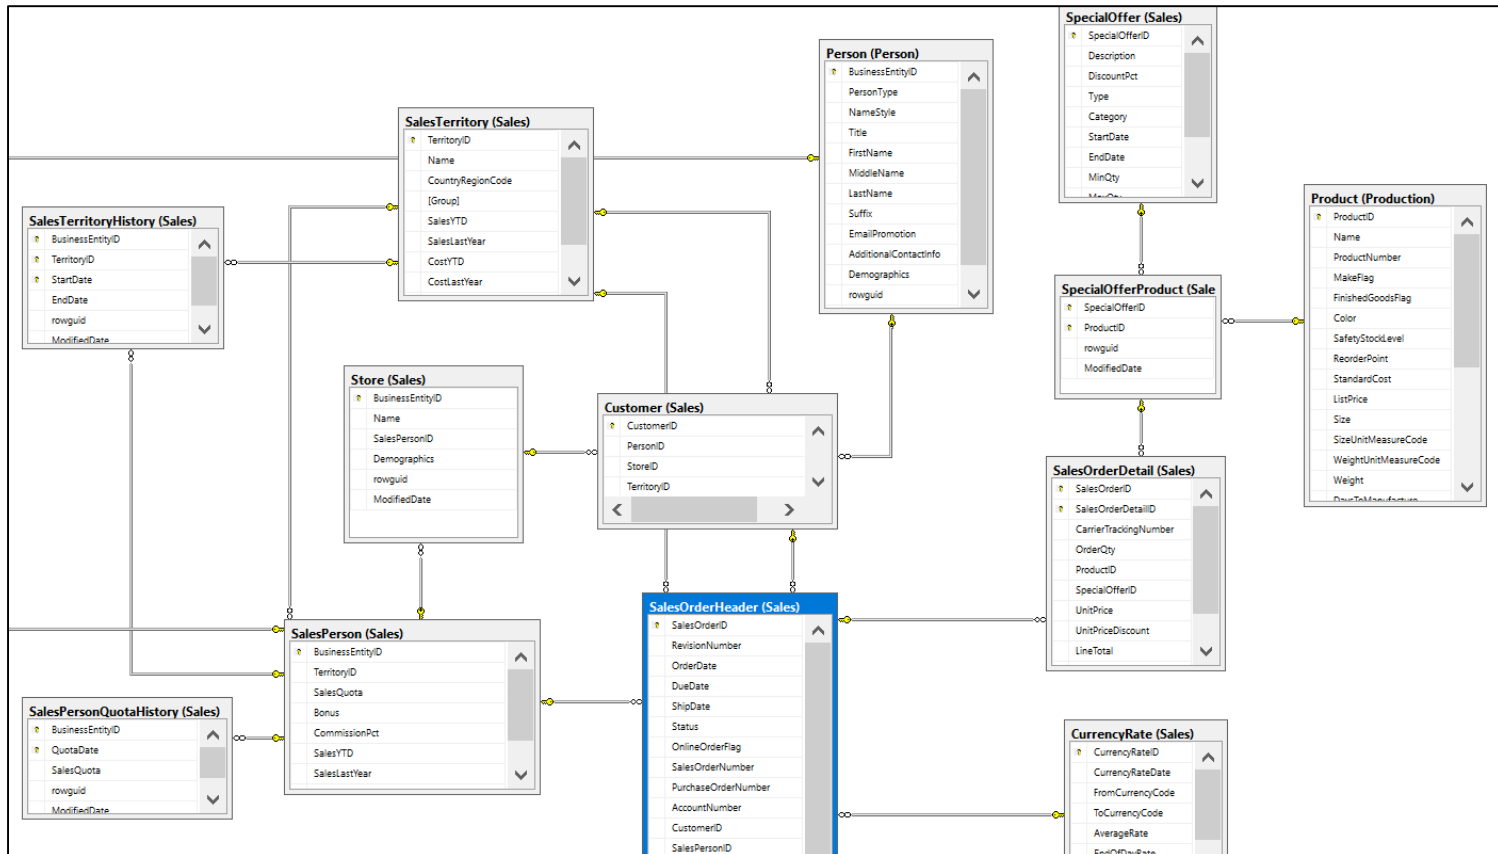 SpecialOffer (Sales)
SpecialOfferID
Description
DiscountPct
Type
Category
StartDate
EndDate
MinQty
MaxQty
Person (Person)
BusinessEntityID
PersonType
NameStyle
Title
FirstName
MiddleName
LastName
Suffix
EmailPromotion
AdditionalContactInfo
Demographics
rowguid
SalesTerritory (Sales)
TerritoryID
Name
CountryRegionCode
[Group]
SalesYTD
SalesLastYear
CostYTD
CostLastYear
Product (Production)
ProductID
Name
ProductNumber
MakeFlag
FinishedGoodsFlag
Color
SafetyStockLevel
ReorderPoint
StandardCost
ListPrice
Size
SizeUnitMeasureCode
WeightUnitMeasureCode
Weight
DaysToManufacture
SalesTerritoryHistory (Sales)
BusinessEntityID
TerritoryID
StartDate
EndDate
rowguid
ModifiedDate
SpecialOfferProduct (Sale
SpecialOfferID
ProductID
rowguid
ModifiedDate
Store (Sales)
BusinessEntityID
Name
SalesPersonID
Demographics
rowguid
ModifiedDate
Customer (Sales)
CustomerID
PersonID
StoreID
TerritoryID
SalesOrderDetail (Sales)
SalesOrderID
SalesOrderDetailID
CarrierTrackingNumber
OrderQty
ProductID
SpecialOfferID
UnitPrice
UnitPriceDiscount
LineTotal
SalesOrderHeader (Sales)
SalesOrderID
RevisionNumber
OrderDate
DueDate
ShipDate
Status
OnlineOrderFlag
SalesOrderNumber
PurchaseOrderNumber
AccountNumber
CustomerID
SalesPersonID
SalesPerson (Sales)
BusinessEntityID
TerritoryID
SalesQuota
Bonus
CommissionPct
SalesYTD
SalesLastYear
SalesPersonQuotaHistory (Sales)
BusinessEntityID
QuotaDate
SalesQuota
rowguid
ModifiedDate
CurrencyRate (Sales)
CurrencyRateID
CurrencyRateDate
FromCurrencyCode
ToCurrencyCode
AverageRate
EndOfDayRate